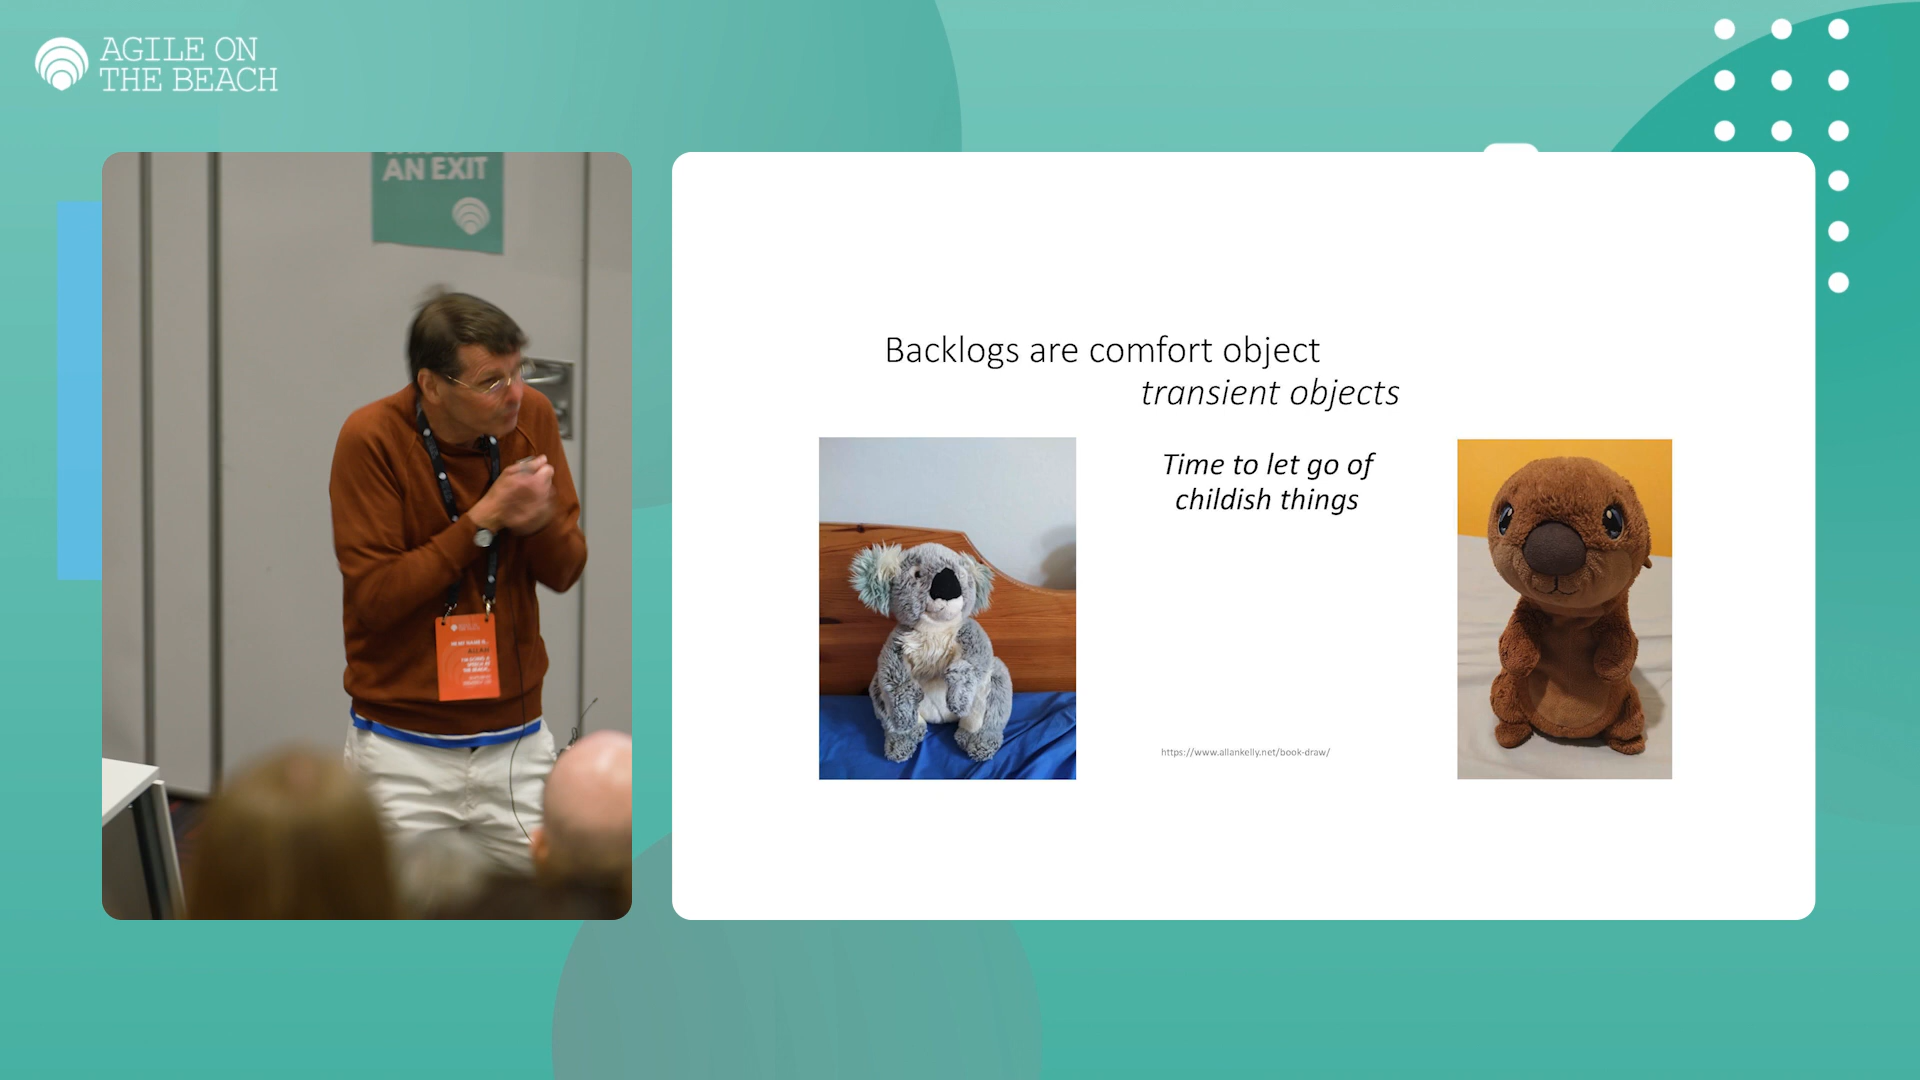 AGILE ON
THE BEACH
AN EXIT
ALLAN
Backlogs are comfort object
transient objects
Time to let go of
childish things
https://www.allankelly.net/book-draw/